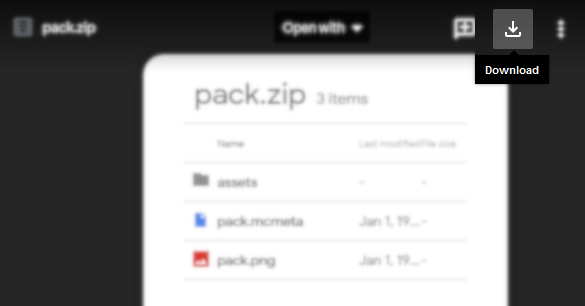 pack.zip
Open with
Download
pack.zip 3 items
Name Last modified File size
assets - -
pack.mcmeta Jan 1, 19... -
pack.png Jan 1, 19... -